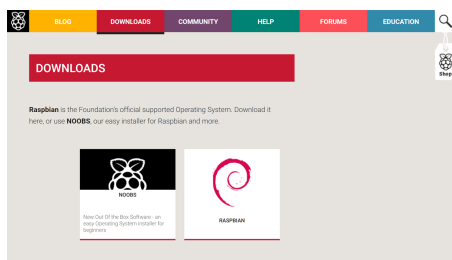 BLOG DOWNLOADS COMMUNITY HELP FORUMS EDUCATION
Shop
DOWNLOADS
Raspbian is the Foundation's official supported Operating System. Download it
here, or use NOOBS, our easy installer for Raspbian and more.
NOOBS
New Out Of the Box Software - an
easy Operating System installer for
beginners
RASPBIAN